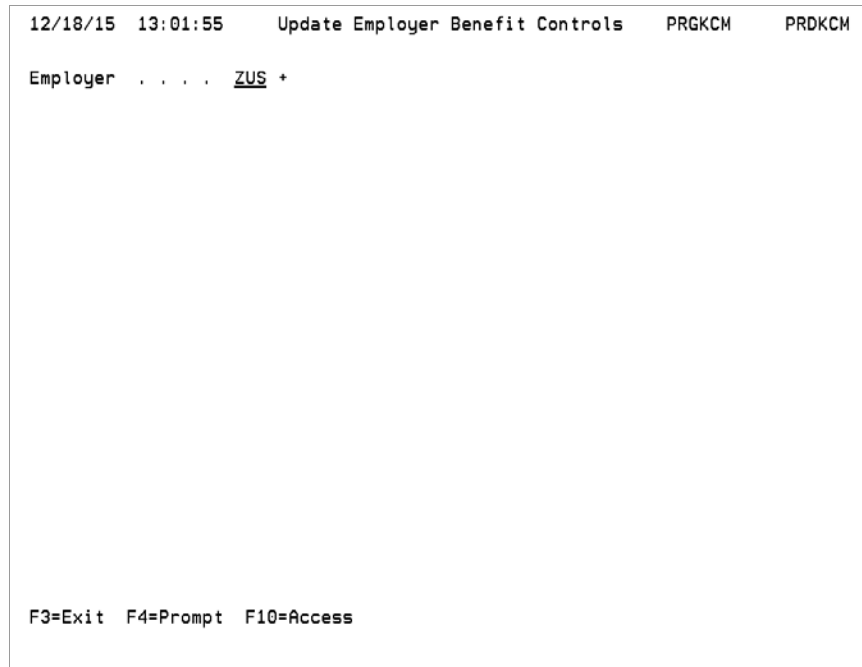 12/18/15 13:01:55 Update Employer Benefit Controls PRGKCM PRDKCM
Employer . . . . ZUS +
F3=Exit F4=Prompt F10=Access